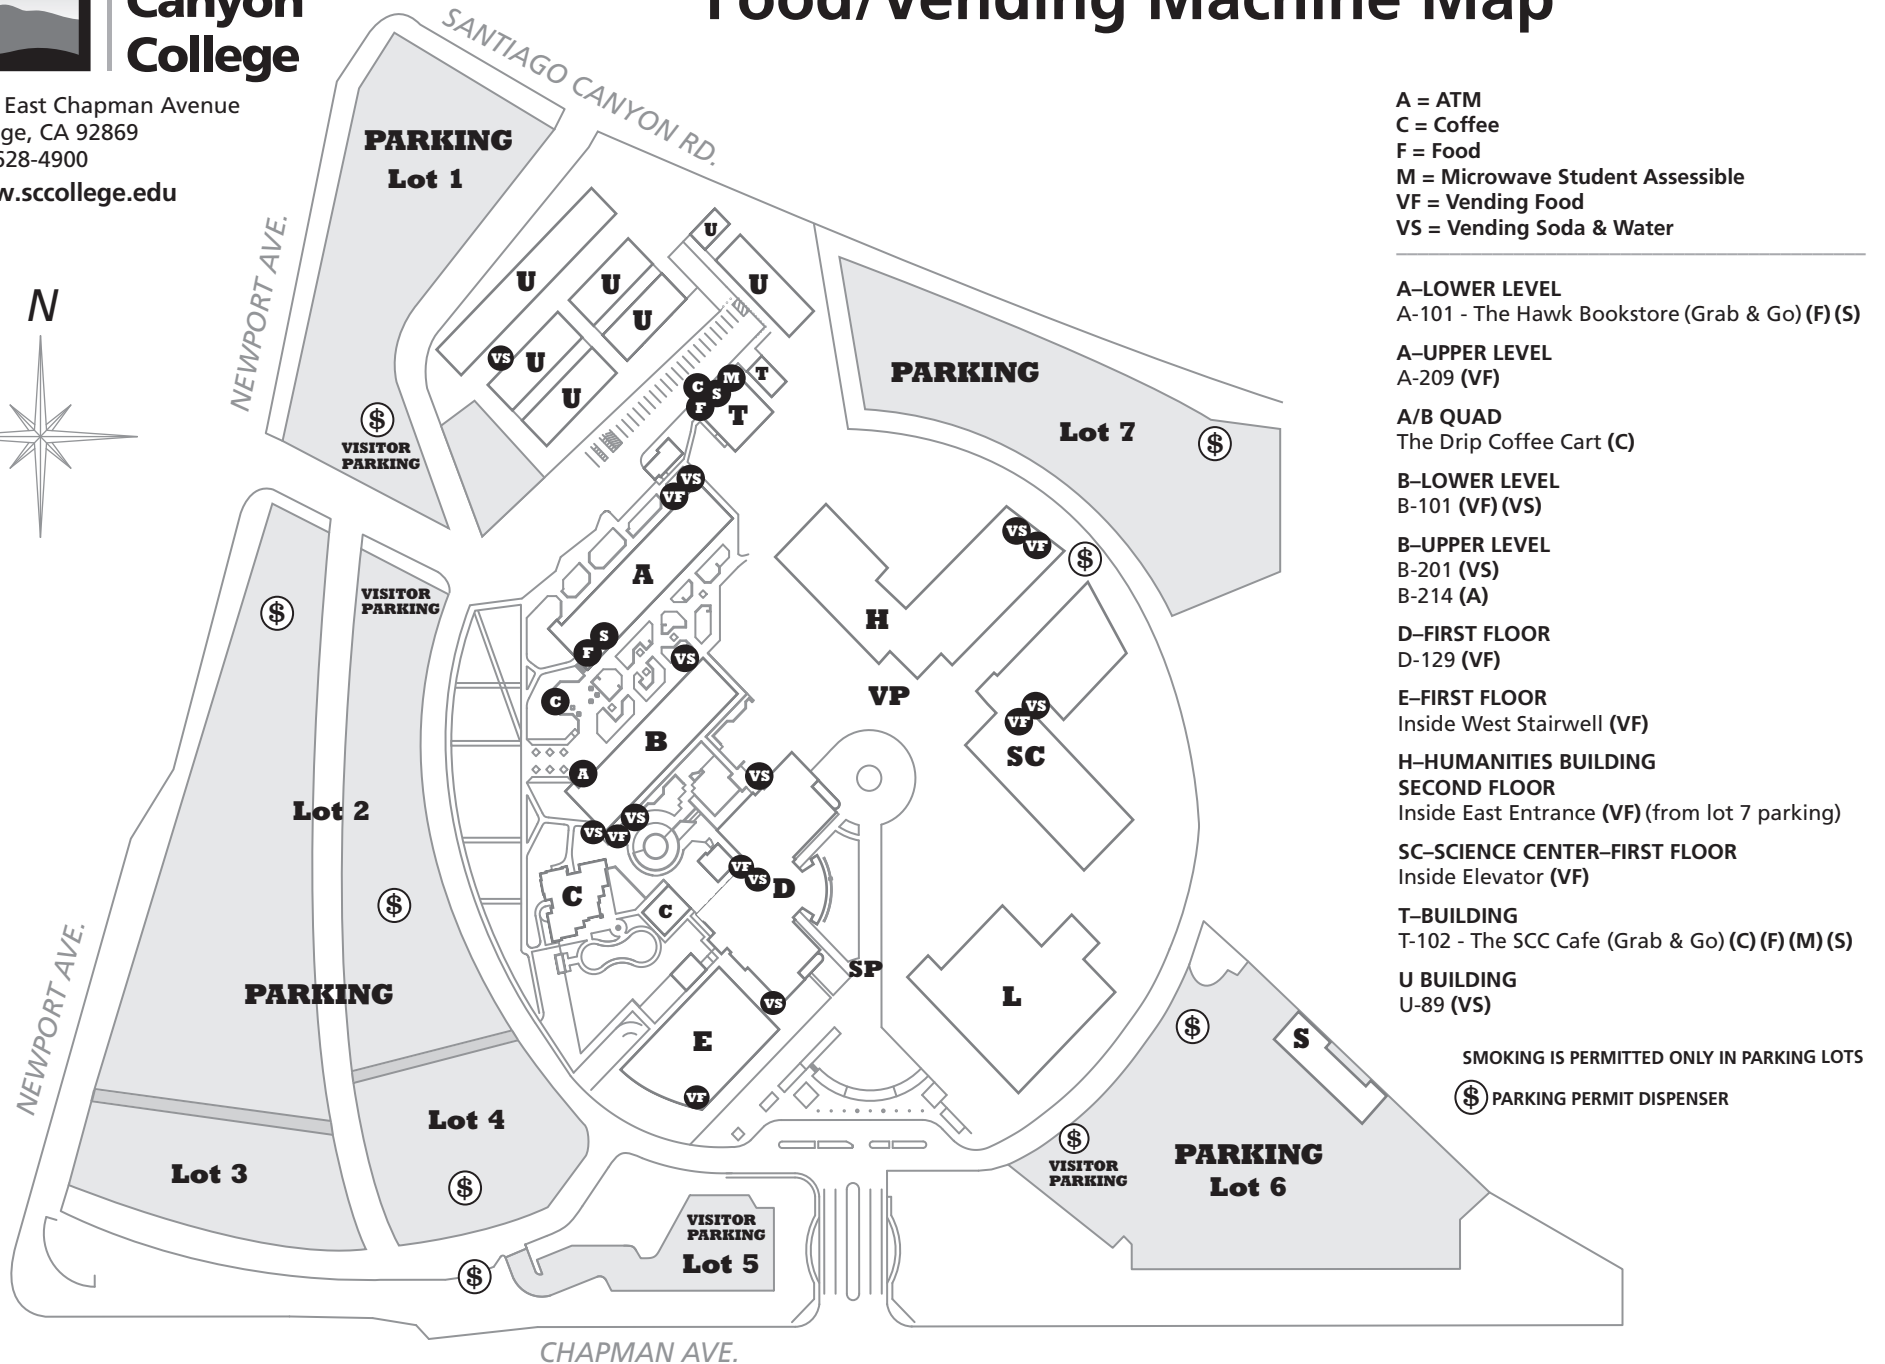 Canyon
College
Food/Vending Machine Map
East Chapman Avenue
CA 92869
628-4900
sccollege.edu
SANTIAGO CANYON RD.
NEWPORT AVE.
N
PARKING
Lot 1
$
VISITOR
PARKING
U
U
U
U
U
VS
U
U
C
S
M
F
T
T
VS
VF
PARKING
Lot 7
$
$
VISITOR
PARKING
$
Lot 2
$
PARKING
A
S
F
C
VS
B
A
VS
VS
VF
VS
VF
VS
D
C
C
H
VS
VF
$
VP
VS
VF
SC
SP
L
VS
E
VF
NEWPORT AVE.
Lot 3
Lot 4
$
$
VISITOR
PARKING
Lot 5
$
S
$
VISITOR
PARKING
PARKING
Lot 6
CHAPMAN AVE.
A = ATM
C = Coffee
F = Food
M = Microwave Student Assessible
VF = Vending Food
VS = Vending Soda & Water
A–LOWER LEVEL
A-101 - The Hawk Bookstore (Grab & Go) (F) (S)
A–UPPER LEVEL
A-209 (VF)
A/B QUAD
The Drip Coffee Cart (C)
B–LOWER LEVEL
B-101 (VF) (VS)
B–UPPER LEVEL
B-201 (VS)
B-214 (A)
D–FIRST FLOOR
D-129 (VF)
E–FIRST FLOOR
Inside West Stairwell (VF)
H–HUMANITIES BUILDING
SECOND FLOOR
Inside East Entrance (VF) (from lot 7 parking)
SC–SCIENCE CENTER–FIRST FLOOR
Inside Elevator (VF)
T–BUILDING
T-102 - The SCC Cafe (Grab & Go) (C) (F) (M) (S)
U BUILDING
U-89 (VS)
SMOKING IS PERMITTED ONLY IN PARKING LOTS
$ PARKING PERMIT DISPENSER